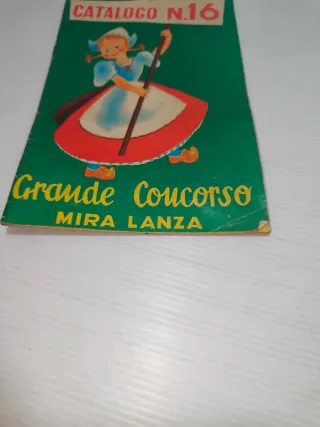 CATALOGO N.16
Grande Concorso
MIRA LANZA